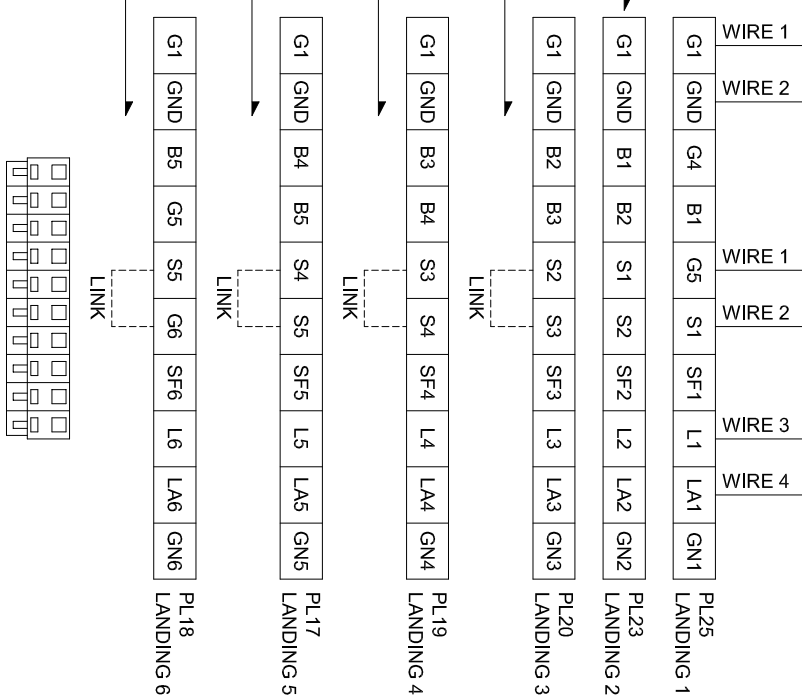 G1
GND
B5
G5
S5
G6
SF6
L6
LA6
GN6
PL18
LANDING 6
LINK
G1
GND
B4
B5
S4
S5
SF5
L5
LA5
GN5
PL17
LANDING 5
LINK
G1
GND
B3
B4
S3
S4
SF4
L4
LA4
GN4
PL19
LANDING 4
LINK
G1
GND
B2
B3
S2
S3
SF3
L3
LA3
GN3
PL20
LANDING 3
LINK
G1
GND
B1
B2
S1
S2
SF2
L2
LA2
GN2
PL23
LANDING 2
G1
GND
G4
B1
G5
S1
SF1
L1
LA1
GN1
PL25
LANDING 1
WIRE 1
WIRE 2
WIRE 1
WIRE 2
WIRE 3
WIRE 4